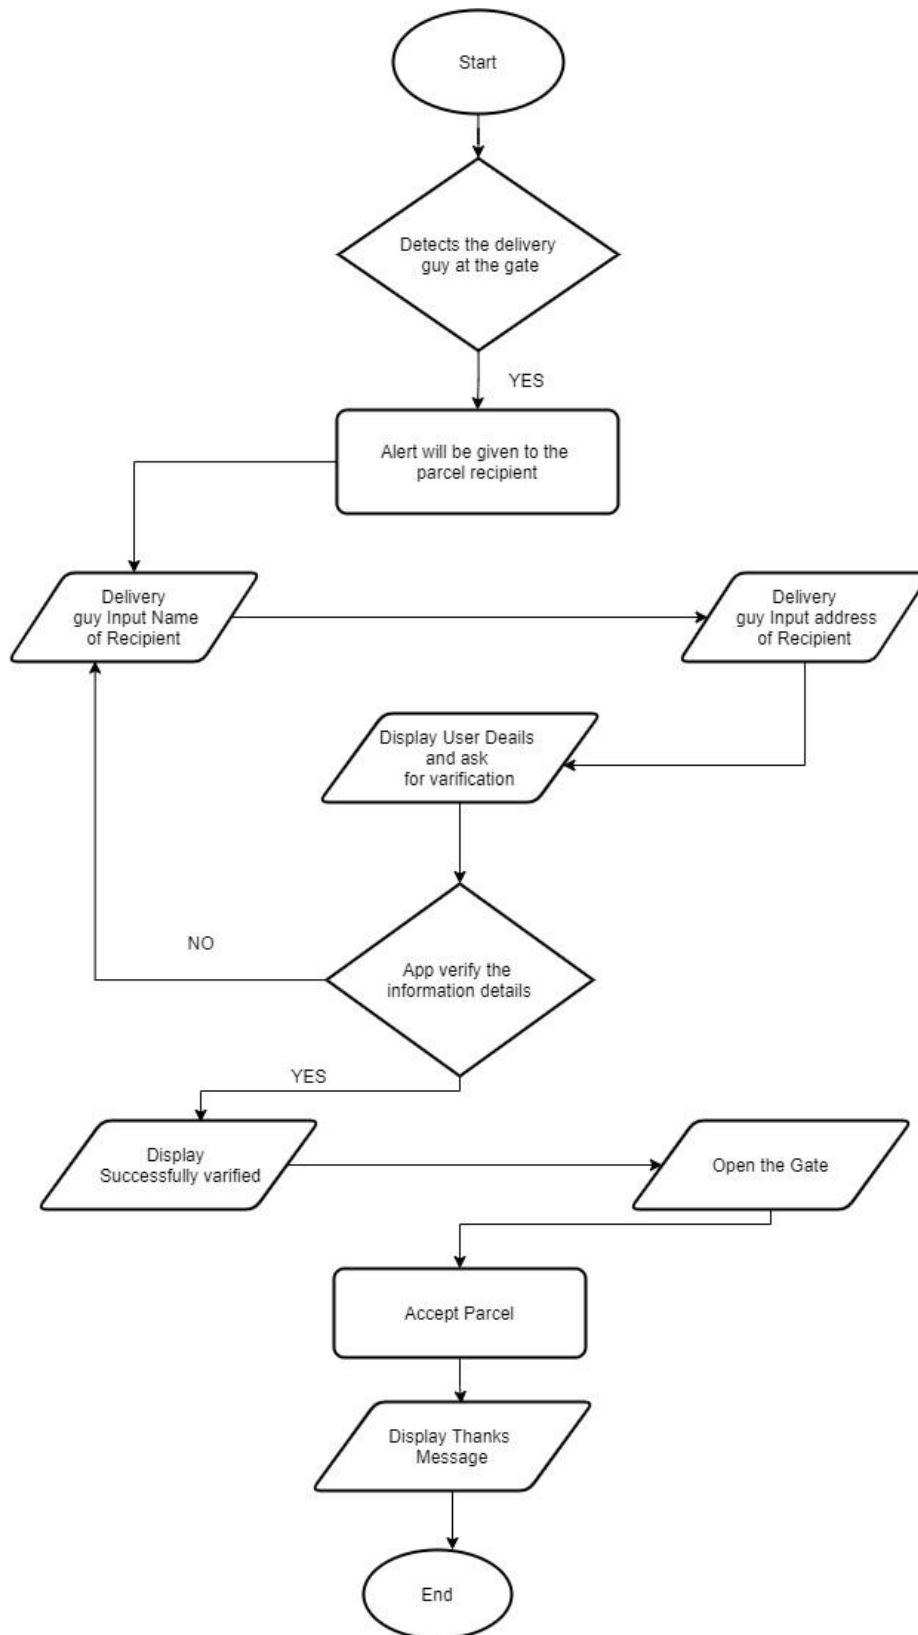 Start
Detects the delivery
guy at the gate
YES
Alert will be given to the
parcel recipient
Delivery
guy Input Name
of Recipient
Delivery
guy Input address
of Recipient
Display User Deails
and ask
for varification
NO
App verify the
information details
YES
Display
Successfully varified
Open the Gate
Accept Parcel
Display Thanks
Message
End